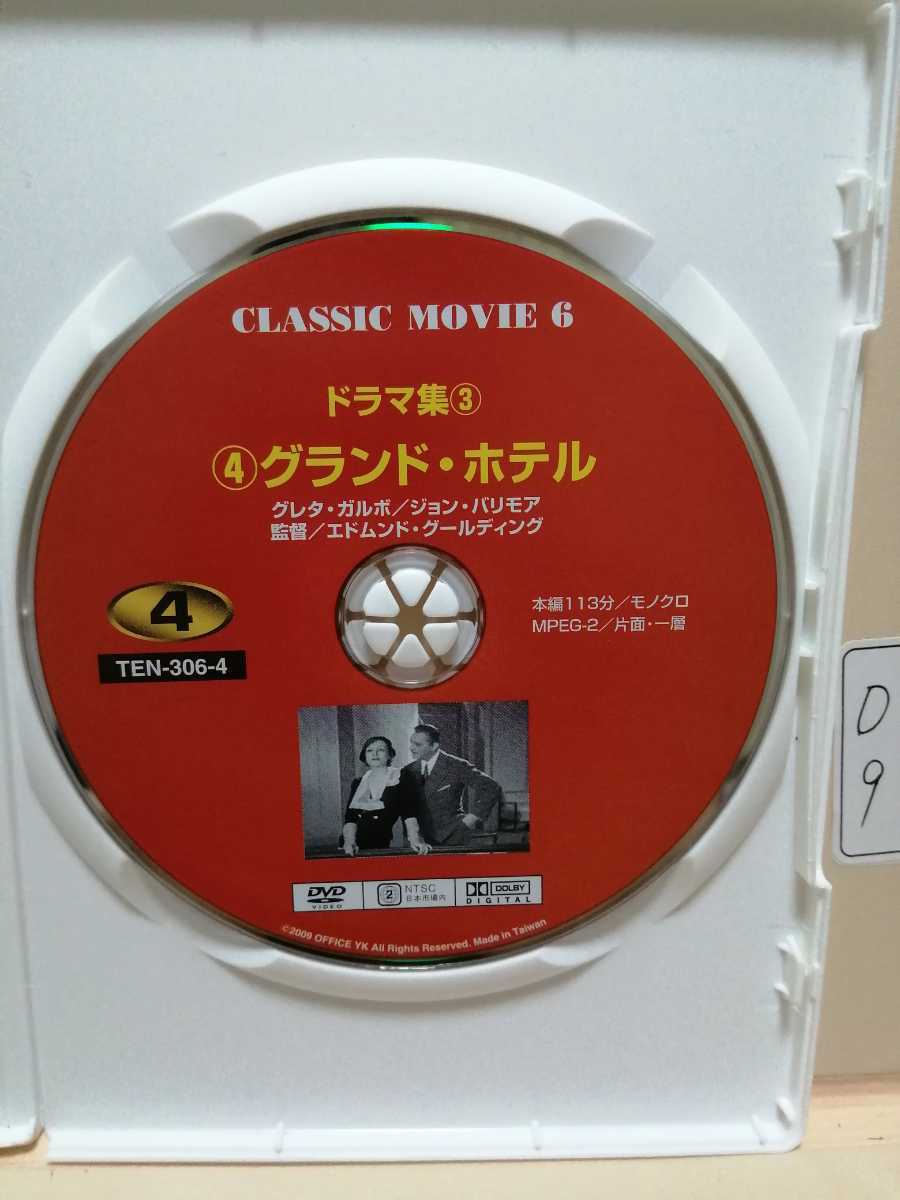 CLASSIC MOVIE 6
ドラマ集③
④グランド・ホテル
グレタ・ガルボ/ジョン・バリモア
監督/エドムンド・グールディング
4
TEN-306-4
本編113分/モノクロ
MPEG-2/片面・一層
DVD
VIDEO
2
NTSC
日本市場内
DOLBY
DIGITAL
©2009 OFFICE YK All Rights Reserved. Made in Taiwan
D
9